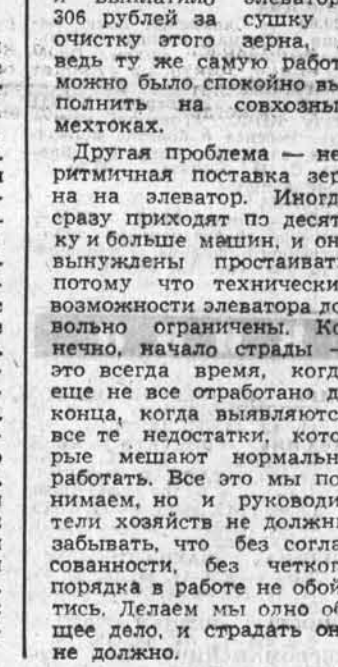 и выплатило элеватор
306 рублей за сушку
очистку этого зерна,
ведь ту же самую работ
можно было спокойно вы
полнить на совхозны
мехтоках.
Другая проблема — не
ритмичная поставка зер
на на элеватор. Иногд
сразу приходят по десят
ку и больше машин, и он
вынуждены простаиват
потому что технически
возможности элеватора до
вольно ограничены. Ко
нечно, начало страды —
это всегда время, когд
еще не все отработано д
конца, когда выявляютс
все те недостатки, кото
рые мешают нормальн
работать. Все это мы по
нимаем, но и руководи
тели хозяйств не должн
забывать, что без согла
сованности, без четког
порядка в работе не обой
тись. Делаем мы одно об
щее дело, и страдать он
не должно.